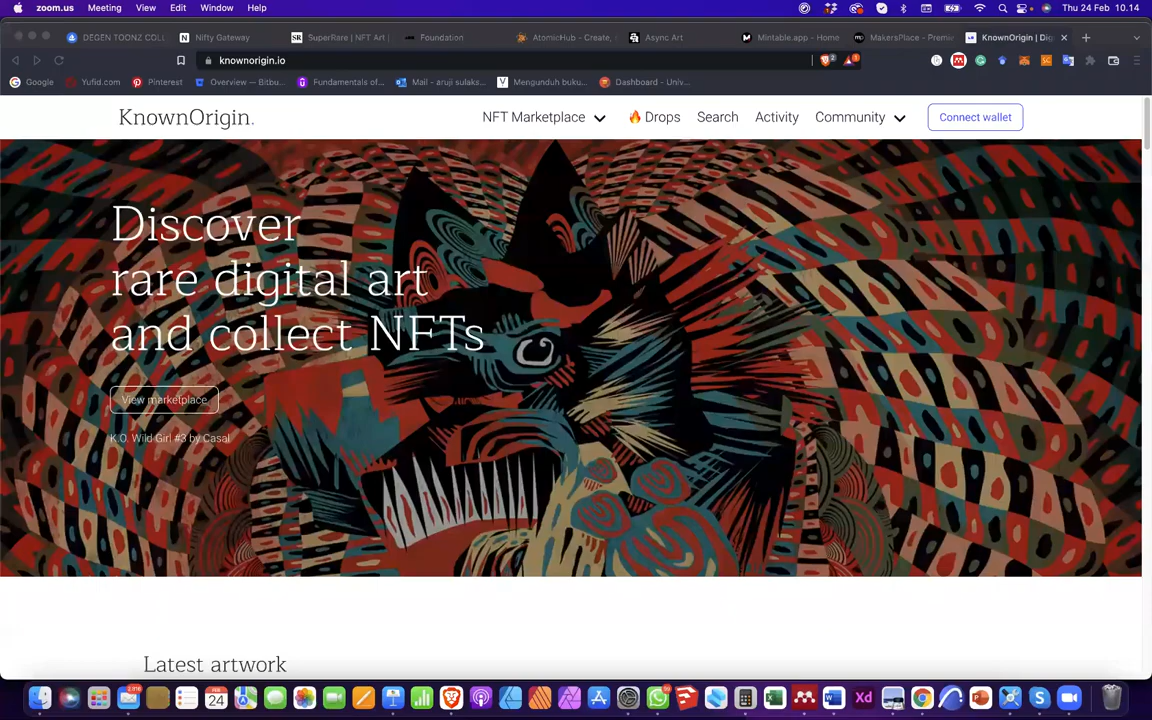 zoom.us Meeting View Edit Window Help Thu 24 Feb 10.14
DEGEN TOONZ COLL Nifty Gateway SuperRare | NFT Art | Foundation AtomicHub - Create, Async Art Mintable.app - Home MakersPlace - Premi KnownOrigin | Di
knownorigin.io
Google Yufid.com Pinterest Overview — Bitbu... Fundamentals of... Mail - aruji sulaks... Mengunduh buku... Dashboard - Univ...
KnownOrigin. NFT Marketplace Drops Search Activity Community Connect wallet
Discover
rare digital art
and collect NFTs
View marketplace
K.O. Wild Girl #3 by Casal
Latest artwork